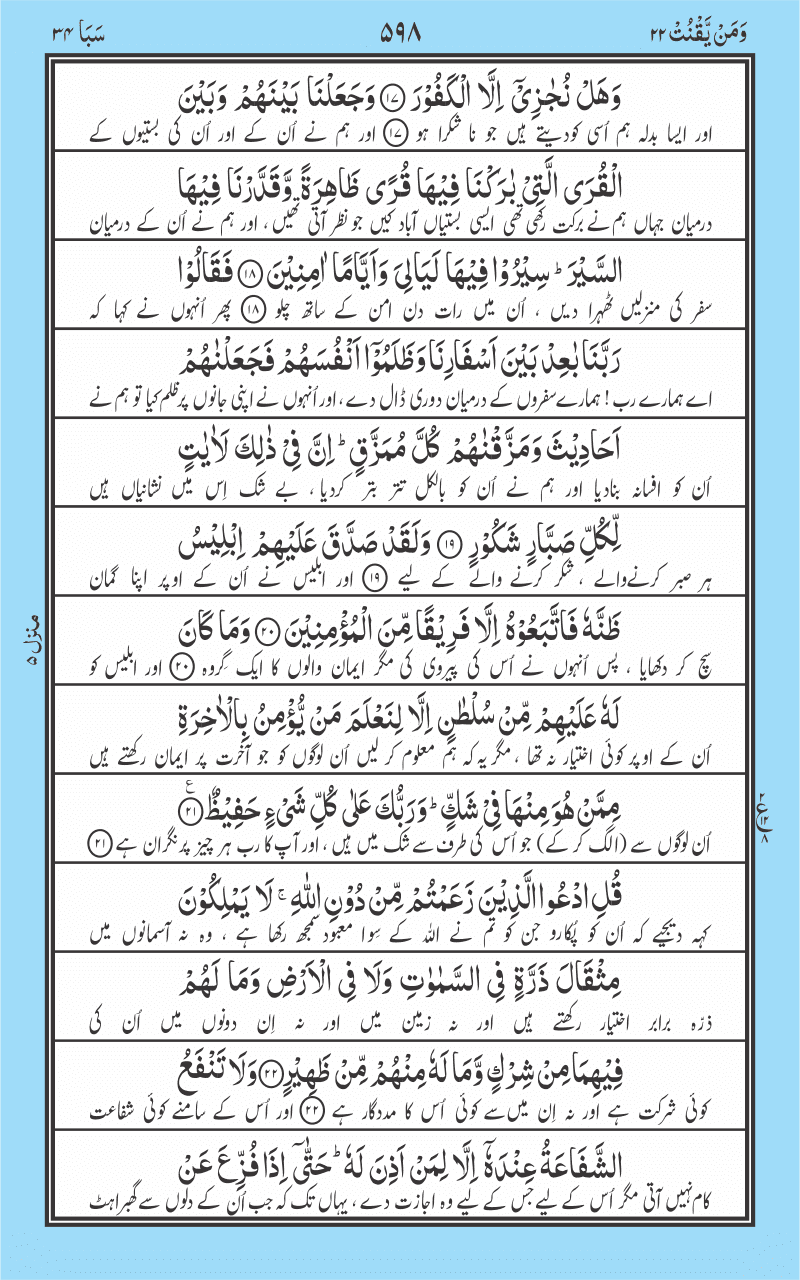 وَمَنْ يَّقْنُتْ ۲۲
۵۹۸
سَبَا ۳۴
وَهَلْ نُجٰزِيْۤ اِلَّا الْكَفُوْرَ ۝۱۷ وَجَعَلْنَا بَيْنَهُمْ وَبَيْنَ
اور ایسا بدلہ ہم اُسی کو دیتے ہیں جو نا شکرا ہو ۝۱۷ اور ہم نے اُن کے اور اُن کی بستیوں کے
الْقُرَى الَّتِيْ بٰرَكْنَا فِيْهَا قُرًى ظَاهِرَةً وَّقَدَّرْنَا فِيْهَا
درمیان جہاں ہم نے برکت رکھی تھی ایسی بستیاں آباد کیں جو نظر آتی تھیں ، اور ہم نے اُن کے درمیان
السَّيْرَ ؕ سِيْرُوْا فِيْهَا لَيَالِيَ وَاَيَّامًا اٰمِنِيْنَ ۝۱۸ فَقَالُوْا
سفر کی منزلیں ٹھہرا دیں ، اُن میں رات دن امن کے ساتھ چلو ۝۱۸ پھر اُنہوں نے کہا کہ
رَبَّنَا بٰعِدْ بَيْنَ اَسْفَارِنَا وَظَلَمُوْۤا اَنْفُسَهُمْ فَجَعَلْنٰهُمْ
اے ہمارے رب! ہمارے سفروں کے درمیان دوری ڈال دے ، اور اُنہوں نے اپنی جانوں پر ظلم کیا تو ہم نے
اَحَادِيْثَ وَمَزَّقْنٰهُمْ كُلَّ مُمَزَّقٍ ؕ اِنَّ فِيْ ذٰلِكَ لَاٰيٰتٍ
اُن کو افسانہ بنادیا اور ہم نے اُن کو بالکل تتر بتر کردیا ، بے شک اِس میں نشانیاں ہیں
لِّكُلِّ صَبَّارٍ شَكُوْرٍ ۝۱۹ وَلَقَدْ صَدَّقَ عَلَيْهِمْ اِبْلِيْسُ
ہر صبر کرنے والے ، شکر کرنے والے کے لیے ۝۱۹ اور ابلیس نے اُن کے اوپر اپنا گمان
ظَنَّهٗ فَاتَّبَعُوْهُ اِلَّا فَرِيْقًا مِّنَ الْمُؤْمِنِيْنَ ۝۲۰ وَمَا كَانَ
سچ کر دکھایا ، پس اُنہوں نے اُس کی پیروی کی مگر ایمان والوں کا ایک گروہ ۝۲۰ اور ابلیس کو
لَهٗ عَلَيْهِمْ مِّنْ سُلْطٰنٍ اِلَّا لِنَعْلَمَ مَنْ يُّؤْمِنُ بِالْاٰخِرَةِ
اُن کے اوپر کوئی اختیار نہ تھا ، مگر یہ کہ ہم معلوم کر لیں اُن لوگوں کو جو آخرت پر ایمان رکھتے ہیں
مِمَّنْ هُوَ مِنْهَا فِيْ شَكٍّ ؕ وَرَبُّكَ عَلٰى كُلِّ شَيْءٍ حَفِيْظٌ ۝۲۱ ع
اُن لوگوں سے (الگ کر کے) جو اُس کی طرف سے شک میں ہیں ، اور آپ کا رب ہر چیز پر نگران ہے ۝۲۱
قُلِ ادْعُوا الَّذِيْنَ زَعَمْتُمْ مِّنْ دُوْنِ اللّٰهِ ۚ لَا يَمْلِكُوْنَ
کہہ دیجیے کہ اُن کو پُکارو جن کو تم نے اللہ کے سِوا معبود سمجھ رکھا ہے ، وہ نہ آسمانوں میں
مِثْقَالَ ذَرَّةٍ فِي السَّمٰوٰتِ وَلَا فِي الْاَرْضِ وَمَا لَهُمْ
ذرّہ برابر اختیار رکھتے ہیں اور نہ زمین میں اور نہ اِن دونوں میں اُن کی
فِيْهِمَا مِنْ شِرْكٍ وَّمَا لَهٗ مِنْهُمْ مِّنْ ظَهِيْرٍ ۝۲۲ وَلَا تَنْفَعُ
کوئی شرکت ہے اور نہ اِن میں سے کوئی اُس کا مددگار ہے ۝۲۲ اور اُس کے سامنے کوئی شفاعت
الشَّفَاعَةُ عِنْدَهٗۤ اِلَّا لِمَنْ اَذِنَ لَهٗ ؕ حَتّٰۤى اِذَا فُزِّعَ عَنْ
کام نہیں آتی مگر اُس کے لیے جس کے لیے وہ اجازت دے ، یہاں تک کہ جب اُن کے دلوں سے گھبراہٹ
منزل ۵
۲ ع ۱۲ ۸